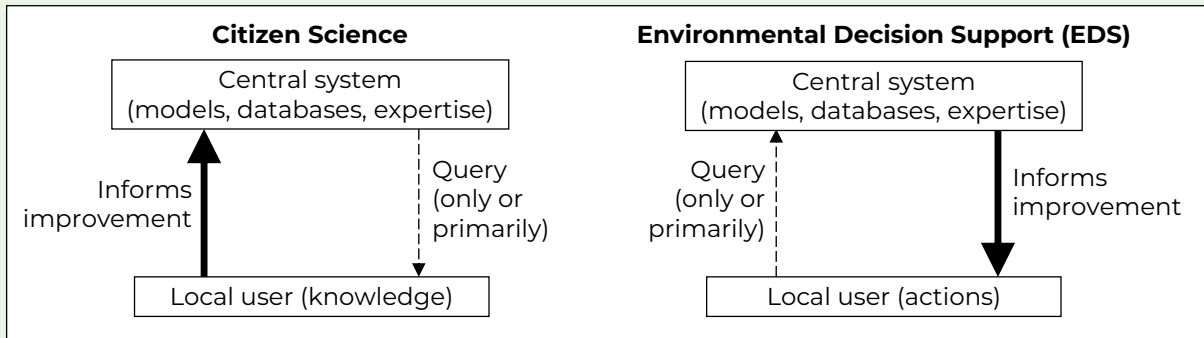 Citizen Science
Central system
(models, databases, expertise)
Informs
improvement
Query
(only or
primarily)
Local user (knowledge)
Environmental Decision Support (EDS)
Central system
(models, databases, expertise)
Query
(only or
primarily)
Informs
improvement
Local user (actions)